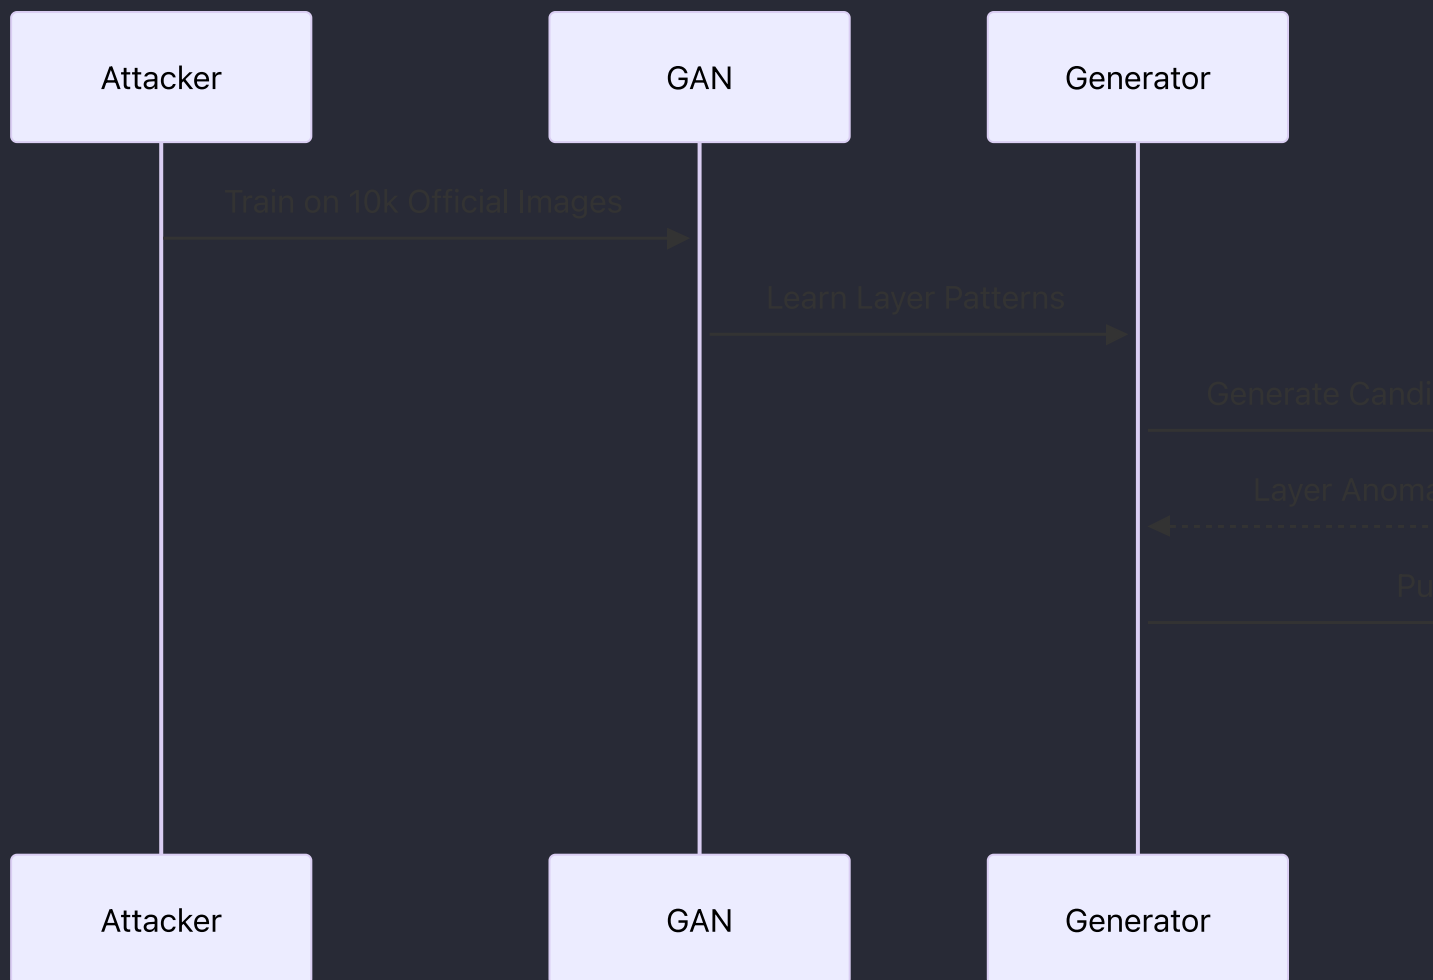 Attacker
GAN
Generator
Train on 10k Official Images
Learn Layer Patterns
Generate Candi
Layer Anoma
Pu
Attacker
GAN
Generator